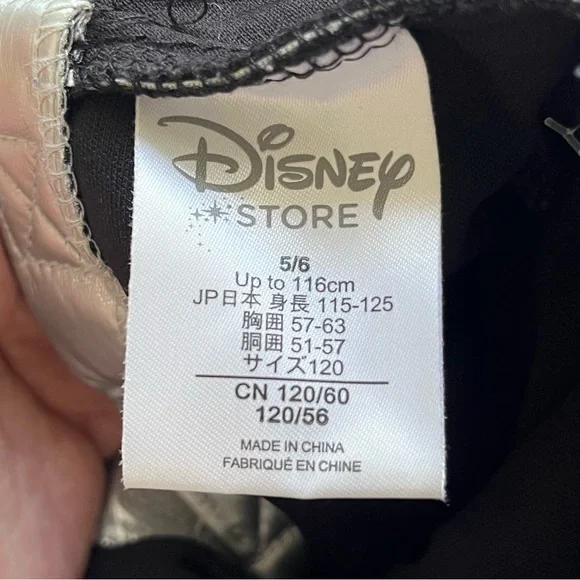 Disney
STORE
5/6
Up to 116cm
JP日本 身長 115-125
胸囲 57-63
胴囲 51-57
サイズ120
CN 120/60
120/56
MADE IN CHINA
FABRIQUÉ EN CHINE